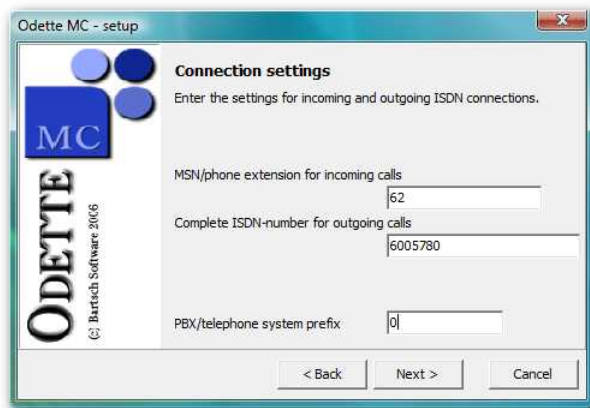 Odette MC - setup
MC
ODETTE
(c) Bartsch Software 2006
Connection settings
Enter the settings for incoming and outgoing ISDN connections.
MSN/phone extension for incoming calls
62
Complete ISDN-number for outgoing calls
6005780
PBX/telephone system prefix
0
< Back
Next >
Cancel